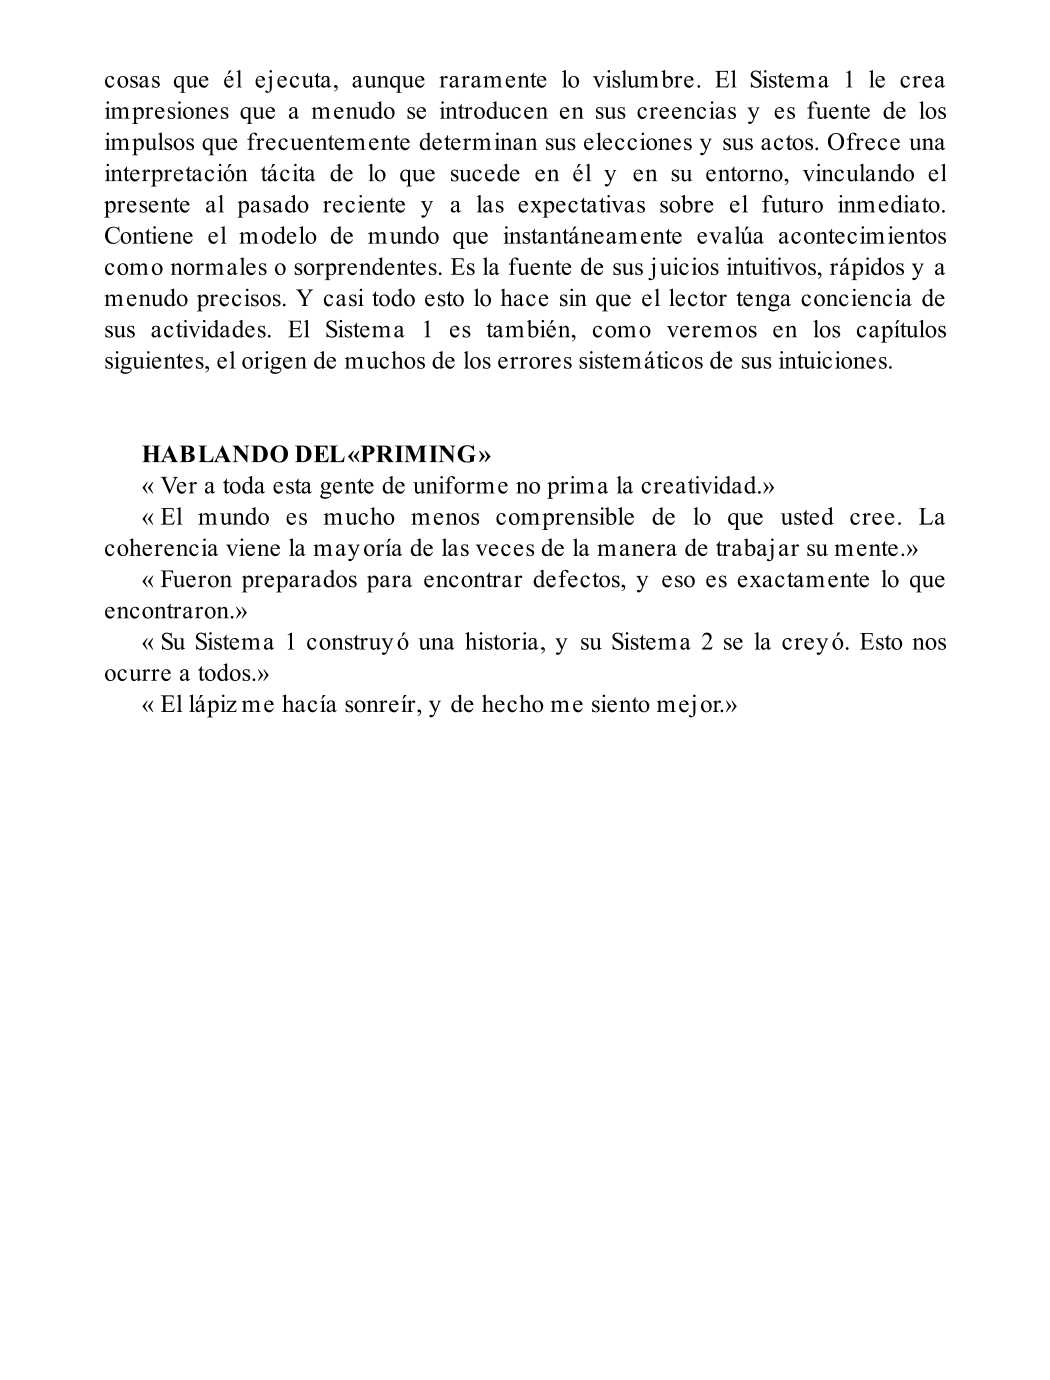 cosas que él ejecuta, aunque raramente lo vislumbre. El Sistema 1 le crea
impresiones que a menudo se introducen en sus creencias y es fuente de los
impulsos que frecuentemente determinan sus elecciones y sus actos. Ofrece una
interpretación tácita de lo que sucede en él y en su entorno, vinculando el
presente al pasado reciente y a las expectativas sobre el futuro inmediato.
Contiene el modelo de mundo que instantáneamente evalúa acontecimientos
como normales o sorprendentes. Es la fuente de sus juicios intuitivos, rápidos y a
menudo precisos. Y casi todo esto lo hace sin que el lector tenga conciencia de
sus actividades. El Sistema 1 es también, como veremos en los capítulos
siguientes, el origen de muchos de los errores sistemáticos de sus intuiciones.
HABLANDO DEL «PRIMING»
« Ver a toda esta gente de uniforme no prima la creatividad.»
« El mundo es mucho menos comprensible de lo que usted cree. La
coherencia viene la mayoría de las veces de la manera de trabajar su mente.»
« Fueron preparados para encontrar defectos, y eso es exactamente lo que
encontraron.»
« Su Sistema 1 construyó una historia, y su Sistema 2 se la creyó. Esto nos
ocurre a todos.»
« El lápiz me hacía sonreír, y de hecho me siento mejor.»